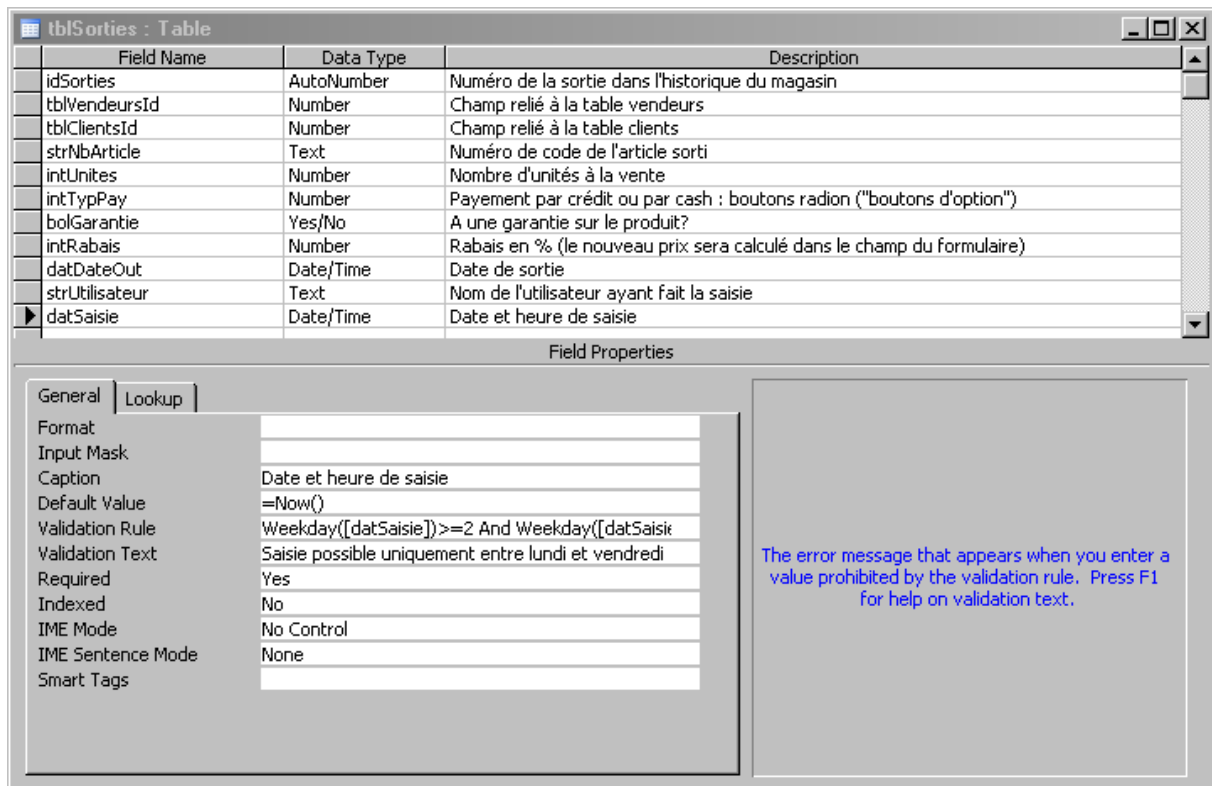 tblSorties : Table
Field Name Data Type Description
idSorties AutoNumber Numéro de la sortie dans l'historique du magasin
tblVendeursId Number Champ relié à la table vendeurs
tblClientsId Number Champ relié à la table clients
strNbArticle Text Numéro de code de l'article sorti
intUnites Number Nombre d'unités à la vente
intTypPay Number Payement par crédit ou par cash : boutons radion ("boutons d'option")
bolGarantie Yes/No A une garantie sur le produit?
intRabais Number Rabais en % (le nouveau prix sera calculé dans le champ du formulaire)
datDateOut Date/Time Date de sortie
strUtilisateur Text Nom de l'utilisateur ayant fait la saisie
datSaisie Date/Time Date et heure de saisie
Field Properties
General Lookup
Format
Input Mask
Caption Date et heure de saisie
Default Value =Now()
Validation Rule Weekday([datSaisie])>=2 And Weekday([datSaisie
Validation Text Saisie possible uniquement entre lundi et vendredi
Required Yes
Indexed No
IME Mode No Control
IME Sentence Mode None
Smart Tags
The error message that appears when you enter a
value prohibited by the validation rule. Press F1
for help on validation text.